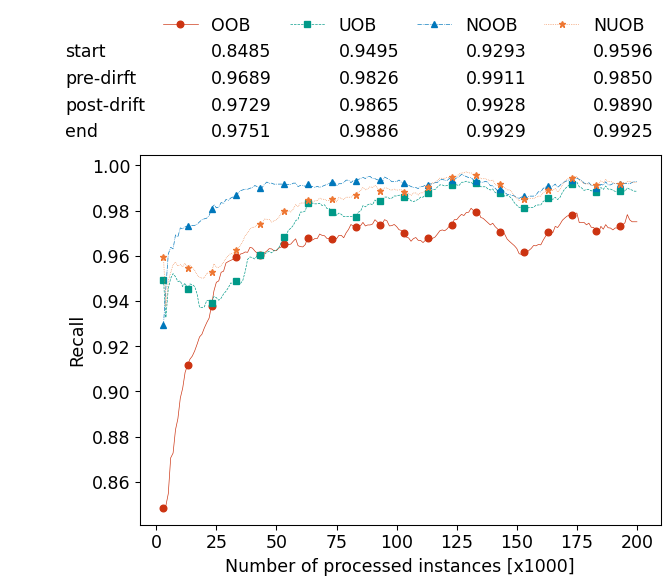 OOB UOB NOOB NUOB
start 0.8485 0.9495 0.9293 0.9596
pre-dirft 0.9689 0.9826 0.9911 0.9850
post-drift 0.9729 0.9865 0.9928 0.9890
end 0.9751 0.9886 0.9929 0.9925
1.00
0.98
0.96
0.94
0.92
0.90
0.88
0.86
Recall
0 25 50 75 100 125 150 175 200
Number of processed instances [x1000]